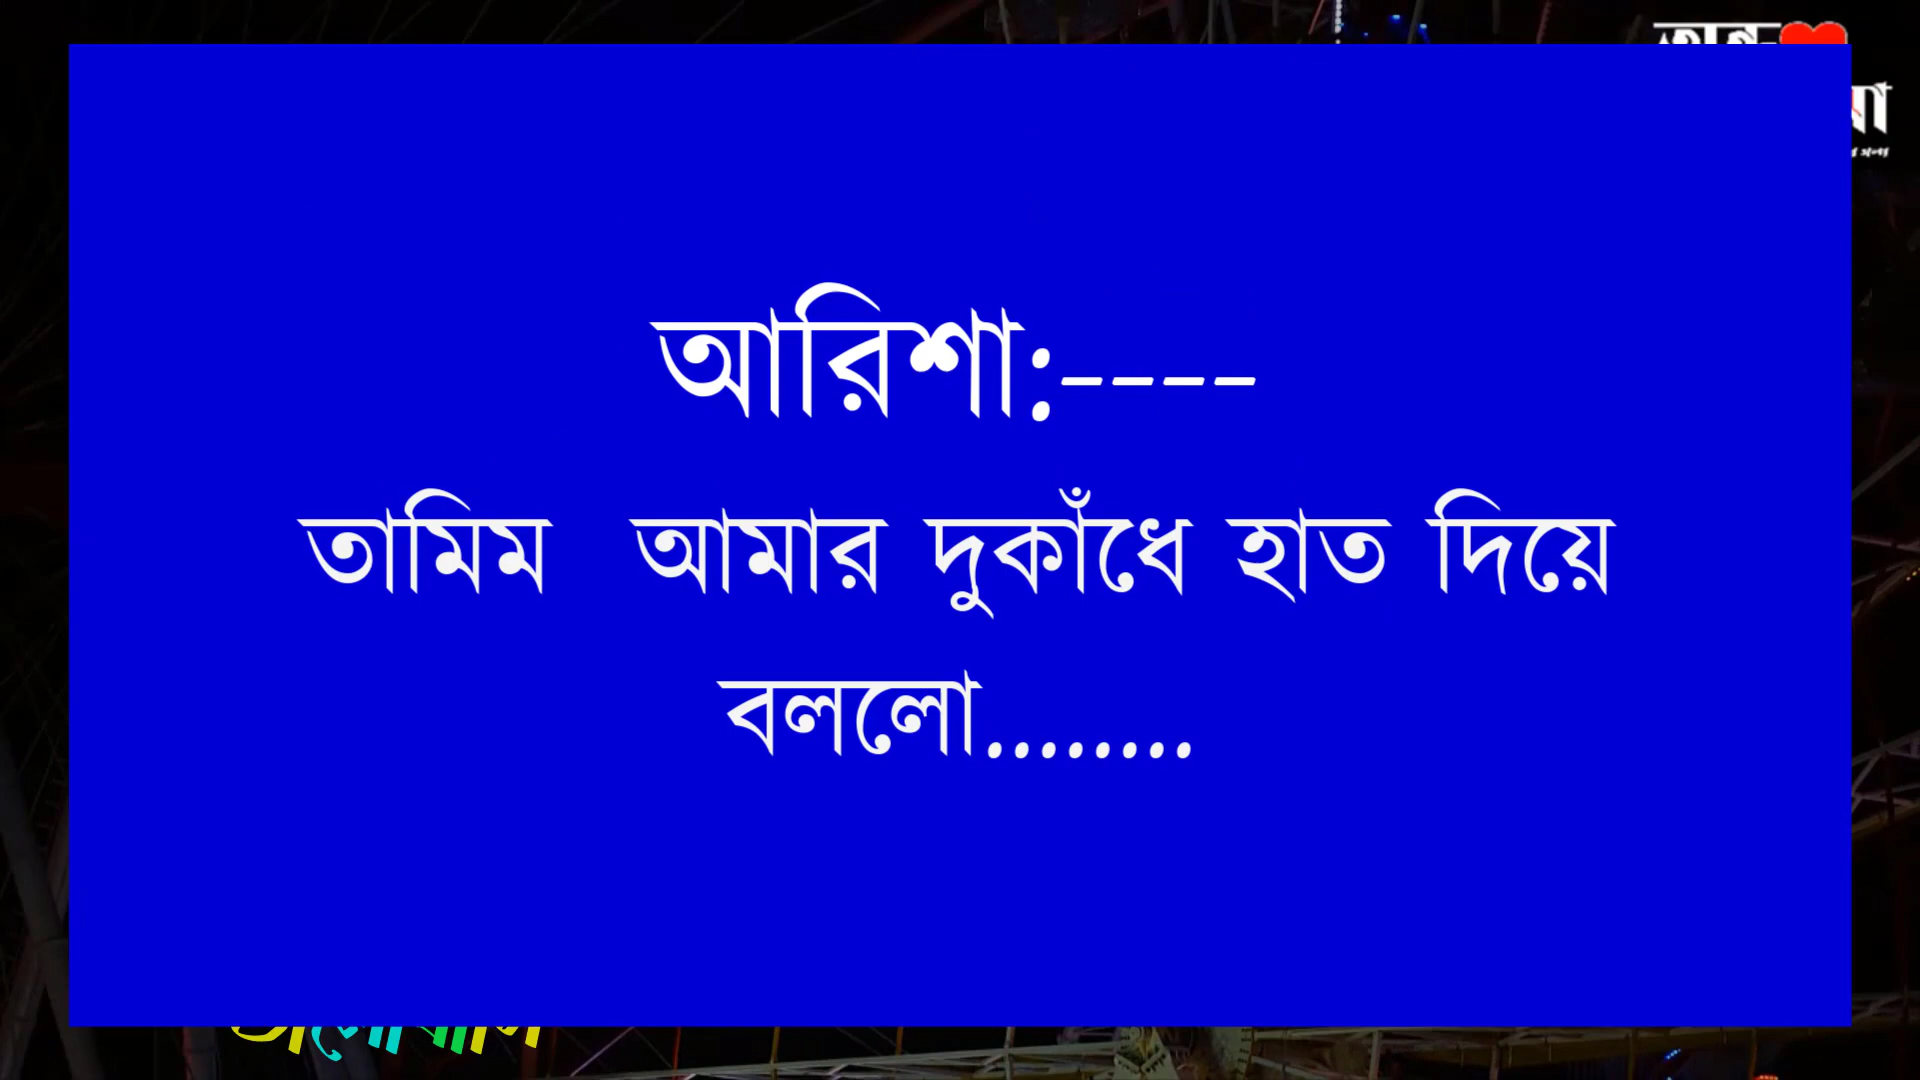 আরিশা:----
তামিম আমার দুকাঁধে হাত দিয়ে
বললো........